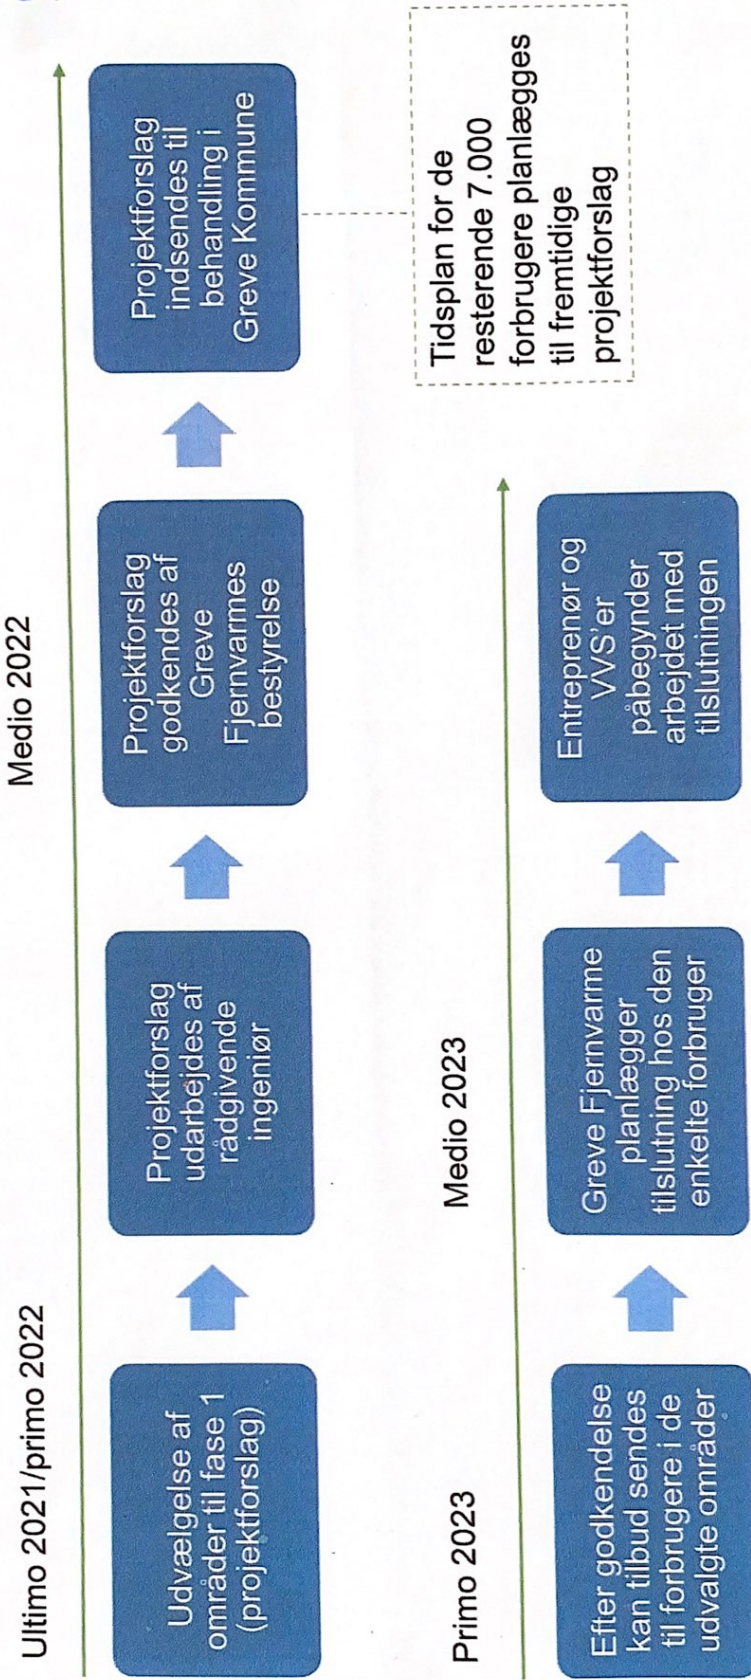 Ultimo 2021/primo 2022
Medio 2022
Udvælgelse af
områder til fase 1
(projektforslag)
Projektforslag
udarbejdes af
rådgivende
ingeniør
Projektforslag
godkendes af
Greve
Fjernvarmes
bestyrelse
Projektforslag
indsendes til
behandling i
Greve Kommune
Tidsplan for de
resterende 7.000
forbrugere planlægges
til fremtidige
projektforslag
Primo 2023
Medio 2023
Efter godkendelse
kan tilbud sendes
til forbrugere i de
udvalgte områder
Greve Fjernvarme
planlægger
tilslutning hos den
enkelte forbruger
Entreprenør og
VVS'er
påbegynder
arbejdet med
tilslutningen